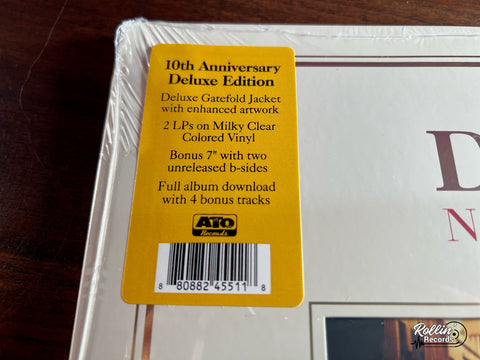 10th Anniversary
Deluxe Edition
Deluxe Gatefold Jacket
with enhanced artwork
2 LPs on Milky Clear
Colored Vinyl
Bonus 7" with two
unreleased b-sides
Full album download
with 4 bonus tracks
ATO
Records
8 80882 45511 8
D
N
Rollin'
Records